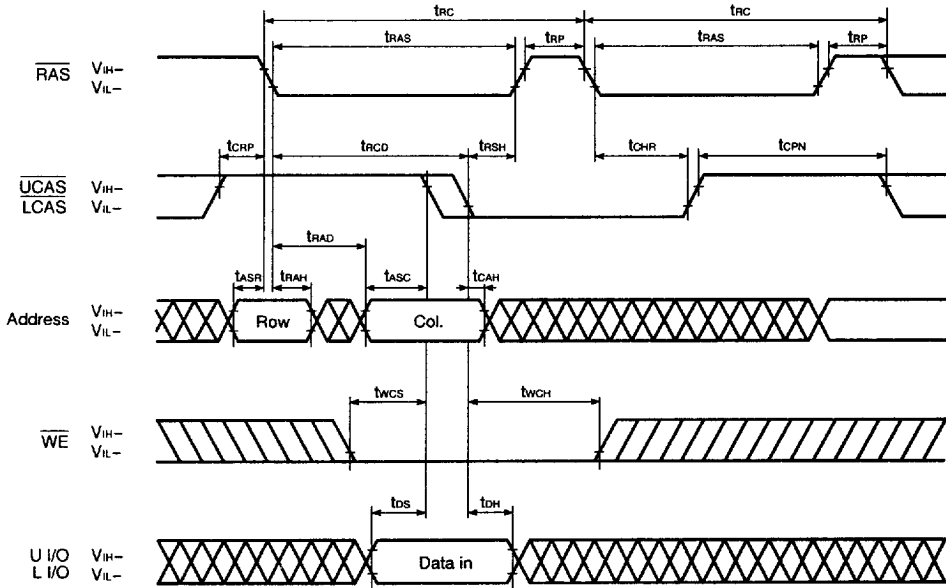 tRC tRC
tRAS tRP tRAS tRP
RAS VIH–
VIL–
tCRP tRCD tRSH tCHR tCPN
UCAS VIH–
LCAS VIL–
tRAD
tASR tRAH tASC tCAH
Address VIH–
VIL–
Row Col.
tWCS tWCH
WE VIH–
VIL–
tDS tDH
U I/O VIH–
L I/O VIL–
Data in